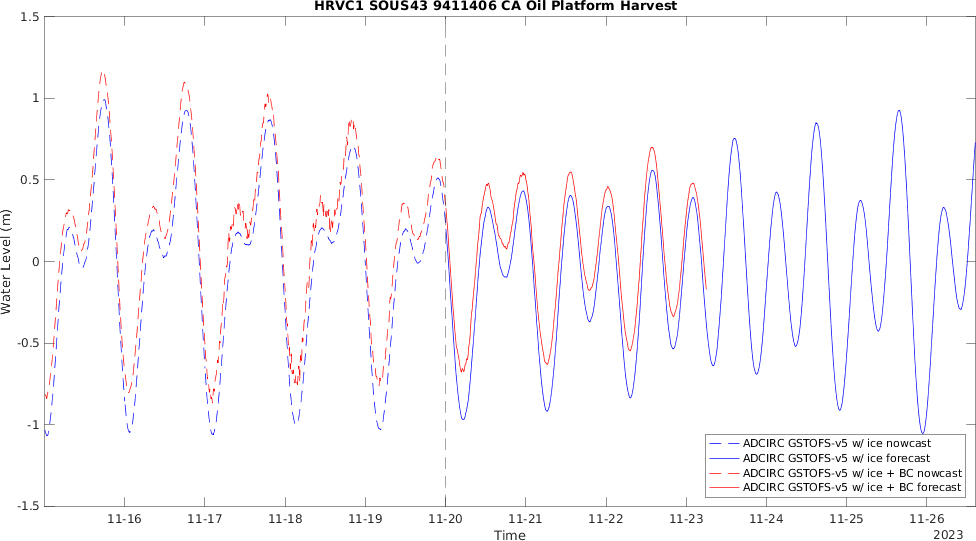 HRVC1 SOUS43 9411406 CA Oil Platform Harvest
1.5
1
0.5
0
-0.5
-1
-1.5
Water Level (m)
11-16 11-17 11-18 11-19 11-20 11-21 11-22 11-23 11-24 11-25 11-26
Time
2023
ADCIRC GSTOFS-v5 w/ ice nowcast
ADCIRC GSTOFS-v5 w/ ice forecast
ADCIRC GSTOFS-v5 w/ ice + BC nowcast
ADCIRC GSTOFS-v5 w/ ice + BC forecast